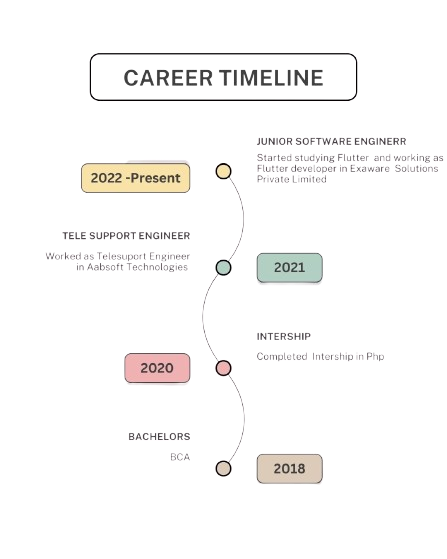 CAREER TIMELINE
JUNIOR SOFTWARE ENGINERR
Started studying Flutter and working as
Flutter developer in Exaware Solutions
Private Limited
2022 -Present
TELE SUPPORT ENGINEER
Worked as Telesuport Engineer
in Aabsoft Technologies
2021
INTERSHIP
Completed Intership in Php
2020
BACHELORS
BCA
2018